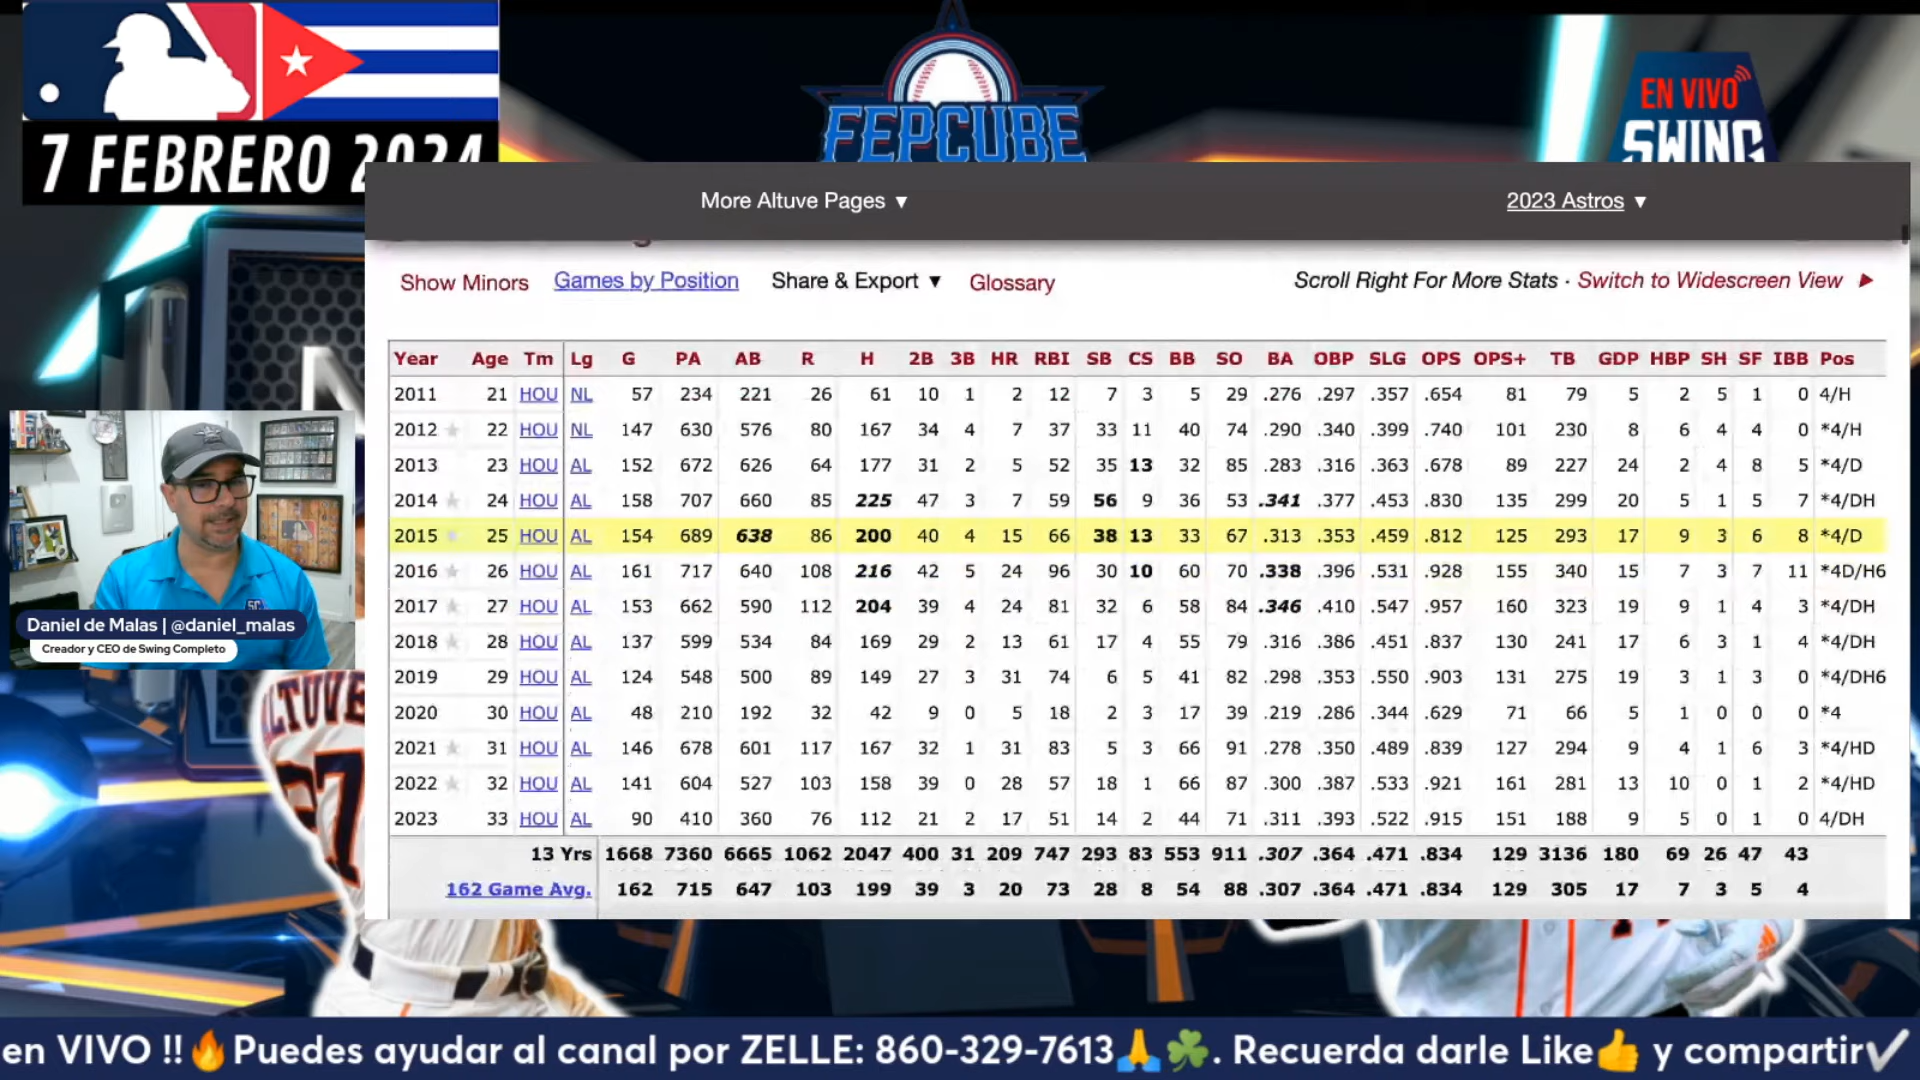 7 FEBRERO 2024
FEPCUBE
EN VIVO
SWING
More Altuve Pages ▼
2023 Astros ▼
Show Minors Games by Position Share & Export ▼ Glossary Scroll Right For More Stats · Switch to Widescreen View ►
Year Age Tm Lg G PA AB R H 2B 3B HR RBI SB CS BB SO BA OBP SLG OPS OPS+ TB GDP HBP SH SF IBB Pos
2011 21 HOU NL 57 234 221 26 61 10 1 2 12 7 3 5 29 .276 .297 .357 .654 81 79 5 2 5 1 0 4/H
2012 ★ 22 HOU NL 147 630 576 80 167 34 4 7 37 33 11 40 74 .290 .340 .399 .740 101 230 8 6 4 4 0 *4/H
2013 23 HOU AL 152 672 626 64 177 31 2 5 52 35 13 32 85 .283 .316 .363 .678 89 227 24 2 4 8 5 *4/D
2014 ★ 24 HOU AL 158 707 660 85 225 47 3 7 59 56 9 36 53 .341 .377 .453 .830 135 299 20 5 1 5 7 *4/DH
2015 ★ 25 HOU AL 154 689 638 86 200 40 4 15 66 38 13 33 67 .313 .353 .459 .812 125 293 17 9 3 6 8 *4/D
2016 ★ 26 HOU AL 161 717 640 108 216 42 5 24 96 30 10 60 70 .338 .396 .531 .928 155 340 15 7 3 7 11 *4D/H6
2017 ★ 27 HOU AL 153 662 590 112 204 39 4 24 81 32 6 58 84 .346 .410 .547 .957 160 323 19 9 1 4 3 *4/DH
2018 ★ 28 HOU AL 137 599 534 84 169 29 2 13 61 17 4 55 79 .316 .386 .451 .837 130 241 17 6 3 1 4 *4/DH
2019 29 HOU AL 124 548 500 89 149 27 3 31 74 6 5 41 82 .298 .353 .550 .903 131 275 19 3 1 3 0 *4/DH6
2020 30 HOU AL 48 210 192 32 42 9 0 5 18 2 3 17 39 .219 .286 .344 .629 71 66 5 1 0 0 0 *4
2021 ★ 31 HOU AL 146 678 601 117 167 32 1 31 83 5 3 66 91 .278 .350 .489 .839 127 294 9 4 1 6 3 *4/HD
2022 ★ 32 HOU AL 141 604 527 103 158 39 0 28 57 18 1 66 87 .300 .387 .533 .921 161 281 13 10 0 1 2 *4/HD
2023 33 HOU AL 90 410 360 76 112 21 2 17 51 14 2 44 71 .311 .393 .522 .915 151 188 9 5 0 1 0 4/DH
13 Yrs 1668 7360 6665 1062 2047 400 31 209 747 293 83 553 911 .307 .364 .471 .834 129 3136 180 69 26 47 43
162 Game Avg. 162 715 647 103 199 39 3 20 73 28 8 54 88 .307 .364 .471 .834 129 305 17 7 3 5 4
Daniel de Malas | @daniel_malas
Creador y CEO de Swing Completo
ALTUVE
en VIVO !!🔥Puedes ayudar al canal por ZELLE: 860-329-7613🙏☘️. Recuerda darle Like👍 y compartir✔